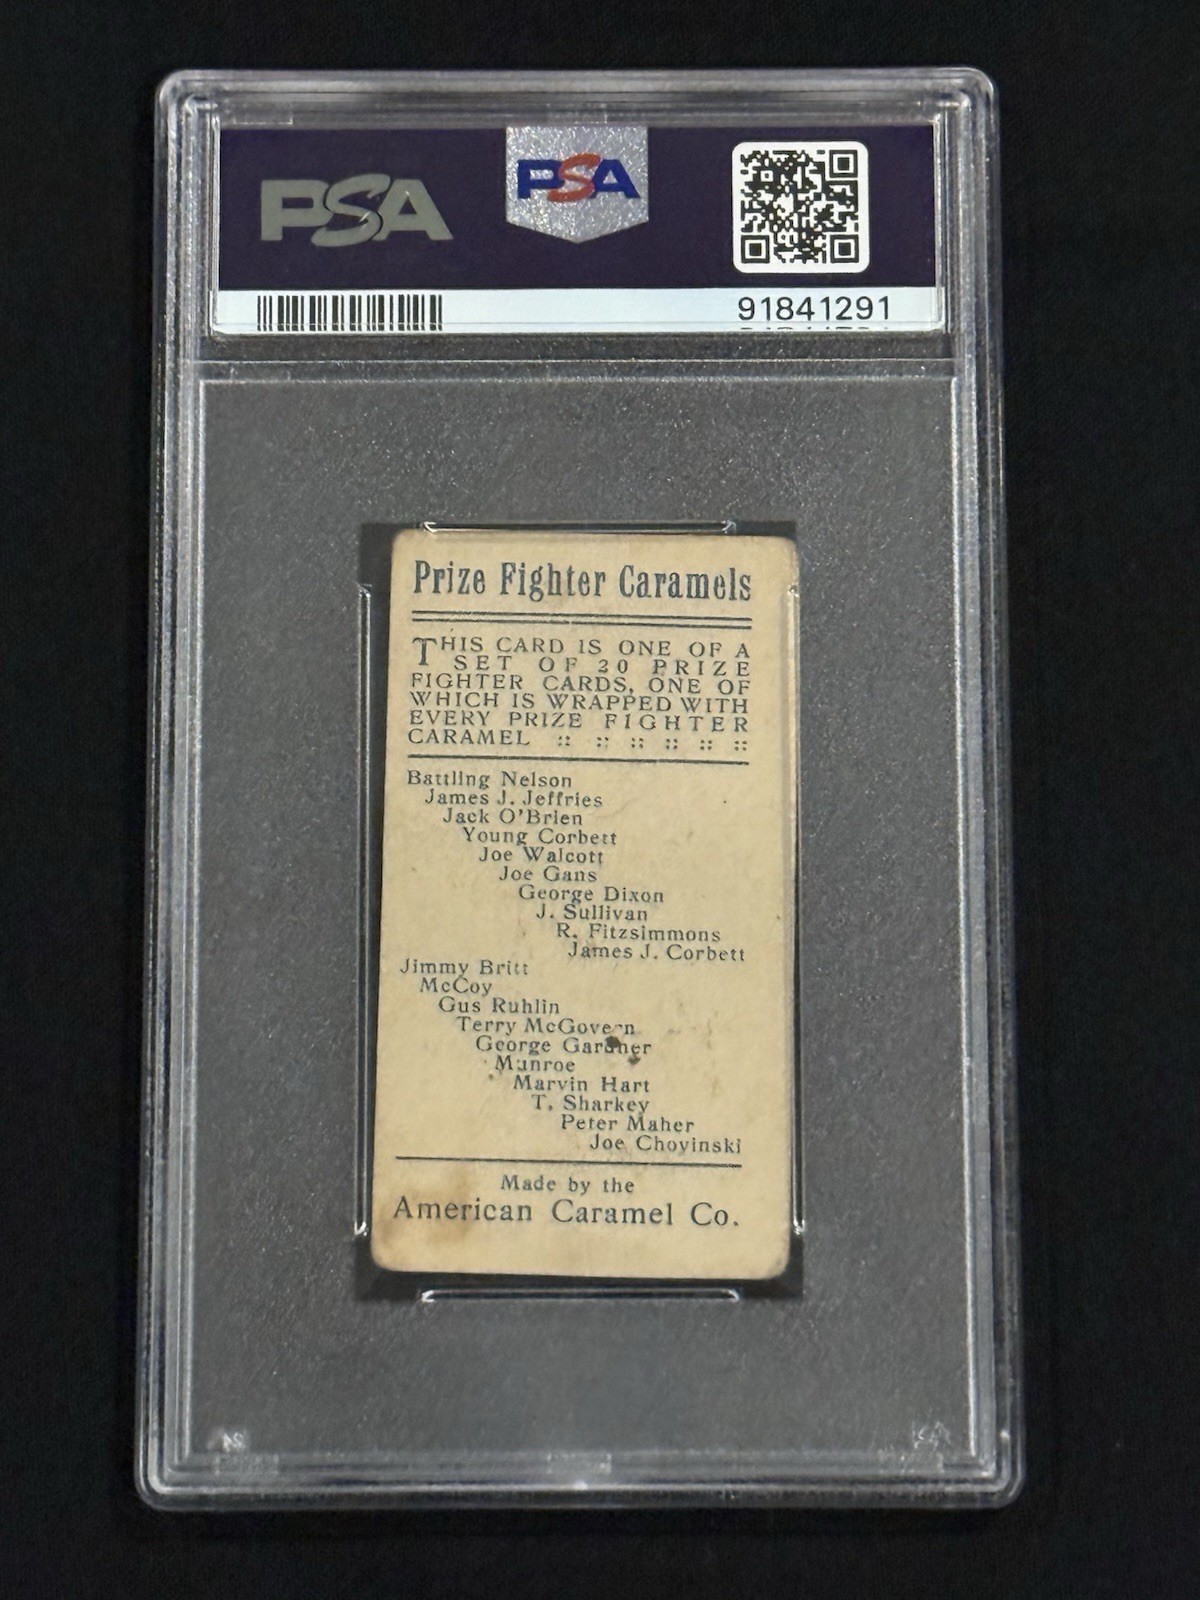 PSA
PSA
91841291
Prize Fighter Caramels
THIS CARD IS ONE OF A
SET OF 20 PRIZE
FIGHTER CARDS, ONE OF
WHICH IS WRAPPED WITH
EVERY PRIZE FIGHTER
CARAMEL :: :: :: :: :: ::
Battling Nelson
James J. Jeffries
Jack O'Brien
Young Corbett
Joe Walcott
Joe Gans
George Dixon
J. Sullivan
R. Fitzsimmons
James J. Corbett
Jimmy Britt
McCoy
Gus Ruhlin
Terry McGovern
George Gardner
Munroe
Marvin Hart
T. Sharkey
Peter Maher
Joe Choyinski
Made by the
American Caramel Co.